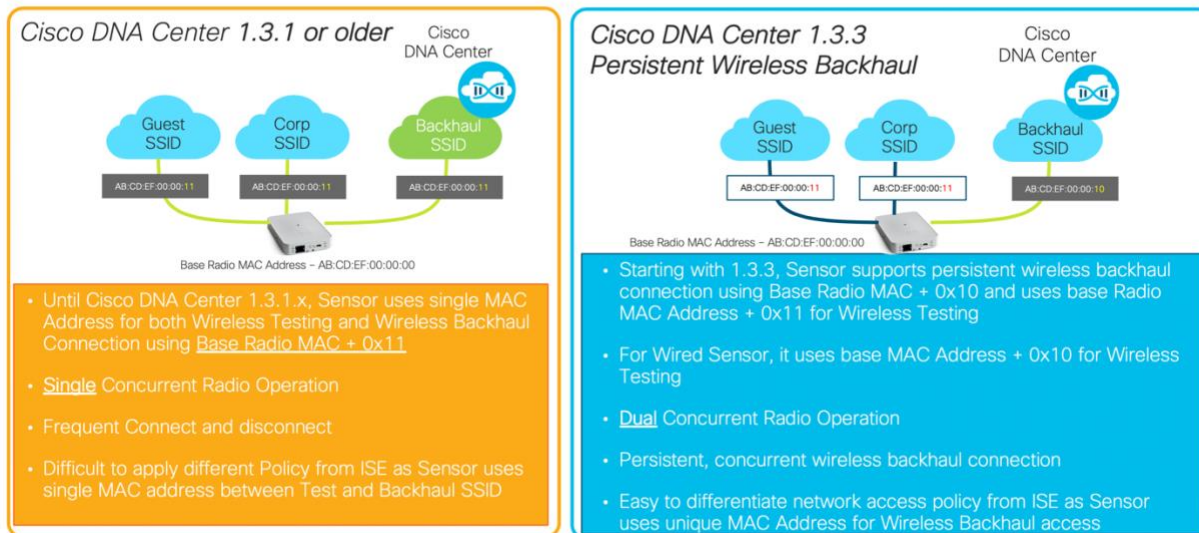 Cisco DNA Center 1.3.1 or older
Cisco
DNA Center
Guest
SSID
Corp
SSID
Backhaul
SSID
AB:CD:EF:00:00:11
AB:CD:EF:00:00:11
AB:CD:EF:00:00:11
Base Radio MAC Address – AB:CD:EF:00:00:00
• Until Cisco DNA Center 1.3.1.x, Sensor uses single MAC
Address for both Wireless Testing and Wireless Backhaul
Connection using Base Radio MAC + 0x11
• Single Concurrent Radio Operation
• Frequent Connect and disconnect
• Difficult to apply different Policy from ISE as Sensor uses
single MAC address between Test and Backhaul SSID
Cisco DNA Center 1.3.3
Persistent Wireless Backhaul
Cisco
DNA Center
Guest
SSID
Corp
SSID
Backhaul
SSID
AB:CD:EF:00:00:11
AB:CD:EF:00:00:11
AB:CD:EF:00:00:10
Base Radio MAC Address – AB:CD:EF:00:00:00
• Starting with 1.3.3, Sensor supports persistent wireless backhaul
connection using Base Radio MAC + 0x10 and uses base Radio
MAC Address + 0x11 for Wireless Testing
• For Wired Sensor, it uses base MAC Address + 0x10 for Wireless
Testing
• Dual Concurrent Radio Operation
• Persistent, concurrent wireless backhaul connection
• Easy to differentiate network access policy from ISE as Sensor
uses unique MAC Address for Wireless Backhaul access